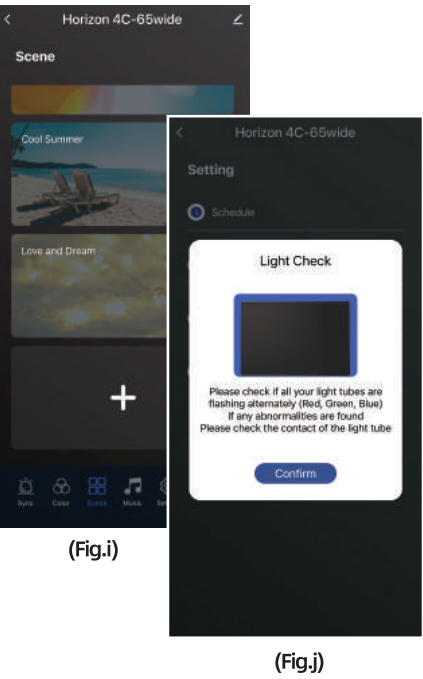 Horizon 4C-65wide
Scene
Cool Summer
Love and Dream
Sync
Color
Scene
Music
(Fig.i)
Horizon 4C-65wide
Setting
Schedule
Light Check
Please check if all your light tubes are
flashing alternately (Red, Green, Blue)
If any abnormalities are found
Please check the contact of the light tube
Confirm
(Fig.j)